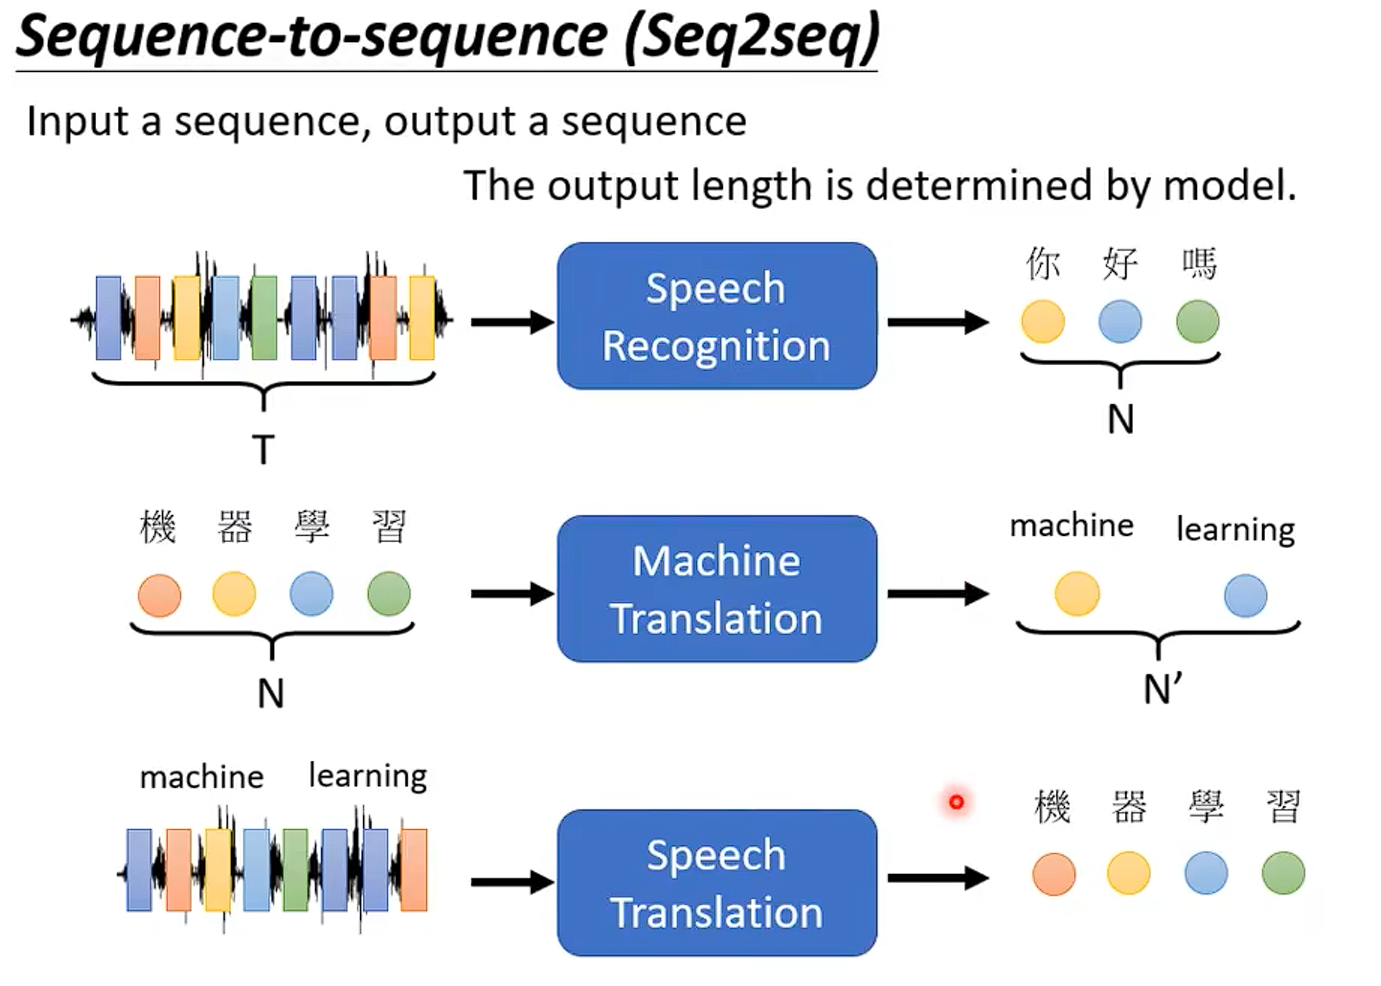 Sequence-to-sequence (Seq2seq)
Input a sequence, output a sequence
The output length is determined by model.
Speech
Recognition
你 好 嗎
T
N
機 器 學 習
Machine
Translation
machine learning
N
N’
machine learning
Speech
Translation
機 器 學 習